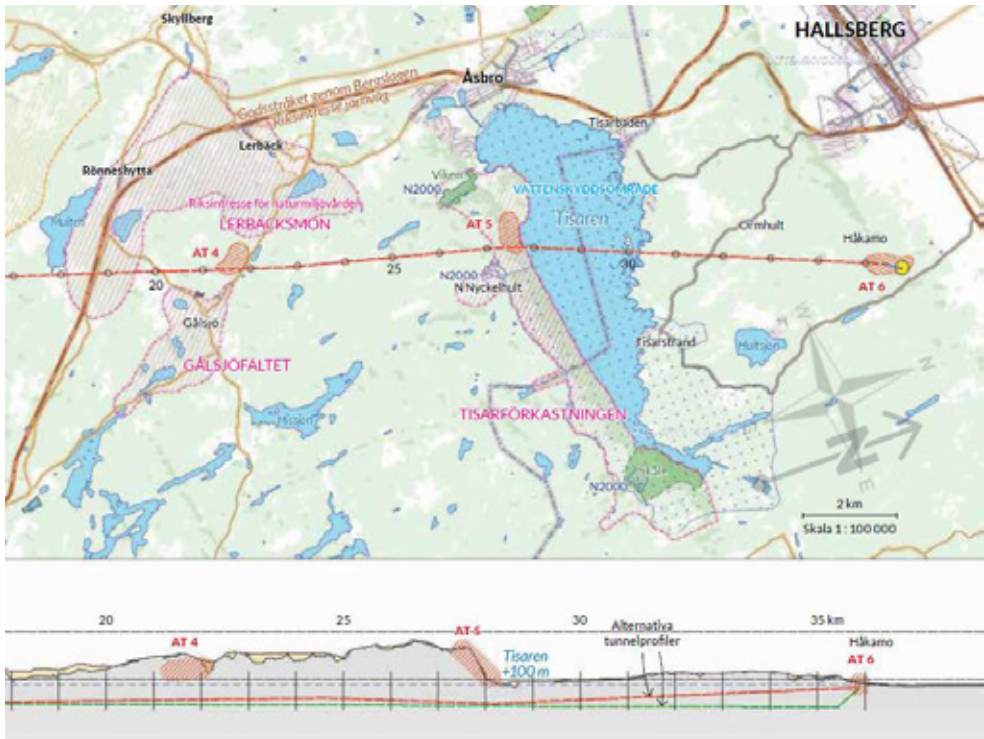 Skyllberg
HALLSBERG
Åsbro
Godsstråket genom Bergslagen
Riksintresse järnväg
Tisarbaden
Lerbäck
Rönneshytta
Viken
N2000
VATTENSKYDDSOMRÅDE
Riksintresse för naturmiljövården
LERBÄCKSMON
Tisaren
AT 5
Ormhult
AT 4
Håkamo
25
30
N2000
20
N Nyckelhult
AT 6
Gålsjö
Tisarstrand
Multsjön
GÅLSJÖFÄLTET
TISARFÖRKASTNINGEN
N
N2000
2 km
Skala 1 : 100 000
20
25
30
35 km
AT 4
AT 5
Alternativa
tunnelprofiler
Håkamo
AT 6
Tisaren
+100 m